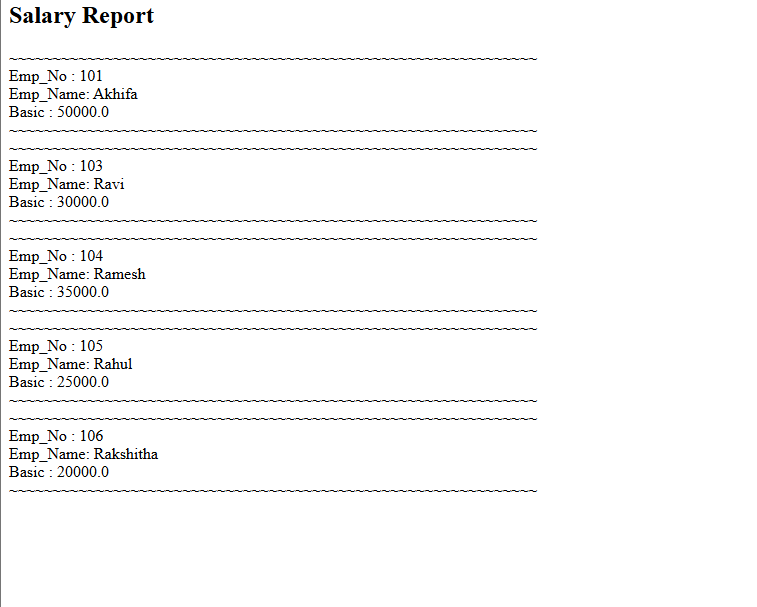 Salary Report
~~~~~~~~~~~~~~~~~~~~~~~~~~~~~~~~~~~~~~~~~~~~~~~~~~~~~~~~~~~~~
Emp_No : 101
Emp_Name: Akhifa
Basic : 50000.0
~~~~~~~~~~~~~~~~~~~~~~~~~~~~~~~~~~~~~~~~~~~~~~~~~~~~~~~~~~~~~
~~~~~~~~~~~~~~~~~~~~~~~~~~~~~~~~~~~~~~~~~~~~~~~~~~~~~~~~~~~~~
Emp_No : 103
Emp_Name: Ravi
Basic : 30000.0
~~~~~~~~~~~~~~~~~~~~~~~~~~~~~~~~~~~~~~~~~~~~~~~~~~~~~~~~~~~~~
~~~~~~~~~~~~~~~~~~~~~~~~~~~~~~~~~~~~~~~~~~~~~~~~~~~~~~~~~~~~~
Emp_No : 104
Emp_Name: Ramesh
Basic : 35000.0
~~~~~~~~~~~~~~~~~~~~~~~~~~~~~~~~~~~~~~~~~~~~~~~~~~~~~~~~~~~~~
~~~~~~~~~~~~~~~~~~~~~~~~~~~~~~~~~~~~~~~~~~~~~~~~~~~~~~~~~~~~~
Emp_No : 105
Emp_Name: Rahul
Basic : 25000.0
~~~~~~~~~~~~~~~~~~~~~~~~~~~~~~~~~~~~~~~~~~~~~~~~~~~~~~~~~~~~~
~~~~~~~~~~~~~~~~~~~~~~~~~~~~~~~~~~~~~~~~~~~~~~~~~~~~~~~~~~~~~
Emp_No : 106
Emp_Name: Rakshitha
Basic : 20000.0
~~~~~~~~~~~~~~~~~~~~~~~~~~~~~~~~~~~~~~~~~~~~~~~~~~~~~~~~~~~~~